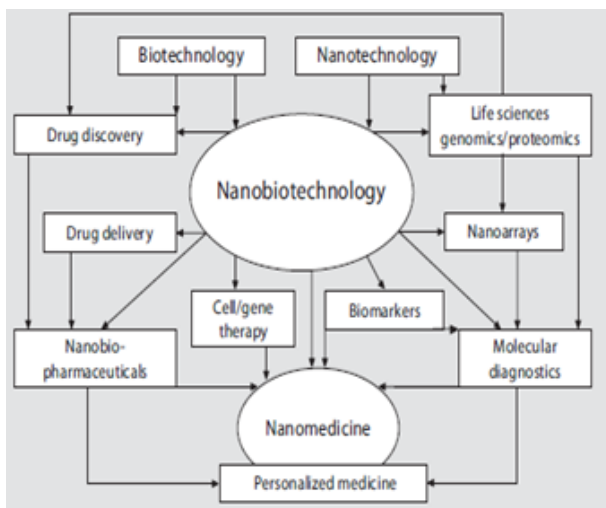 Biotechnology
Nanotechnology
Drug discovery
Life sciences
genomics/proteomics
Nanobiotechnology
Drug delivery
Nanoarrays
Cell/gene
therapy
Biomarkers
Nanobio-
pharmaceuticals
Molecular
diagnostics
Nanomedicine
Personalized medicine